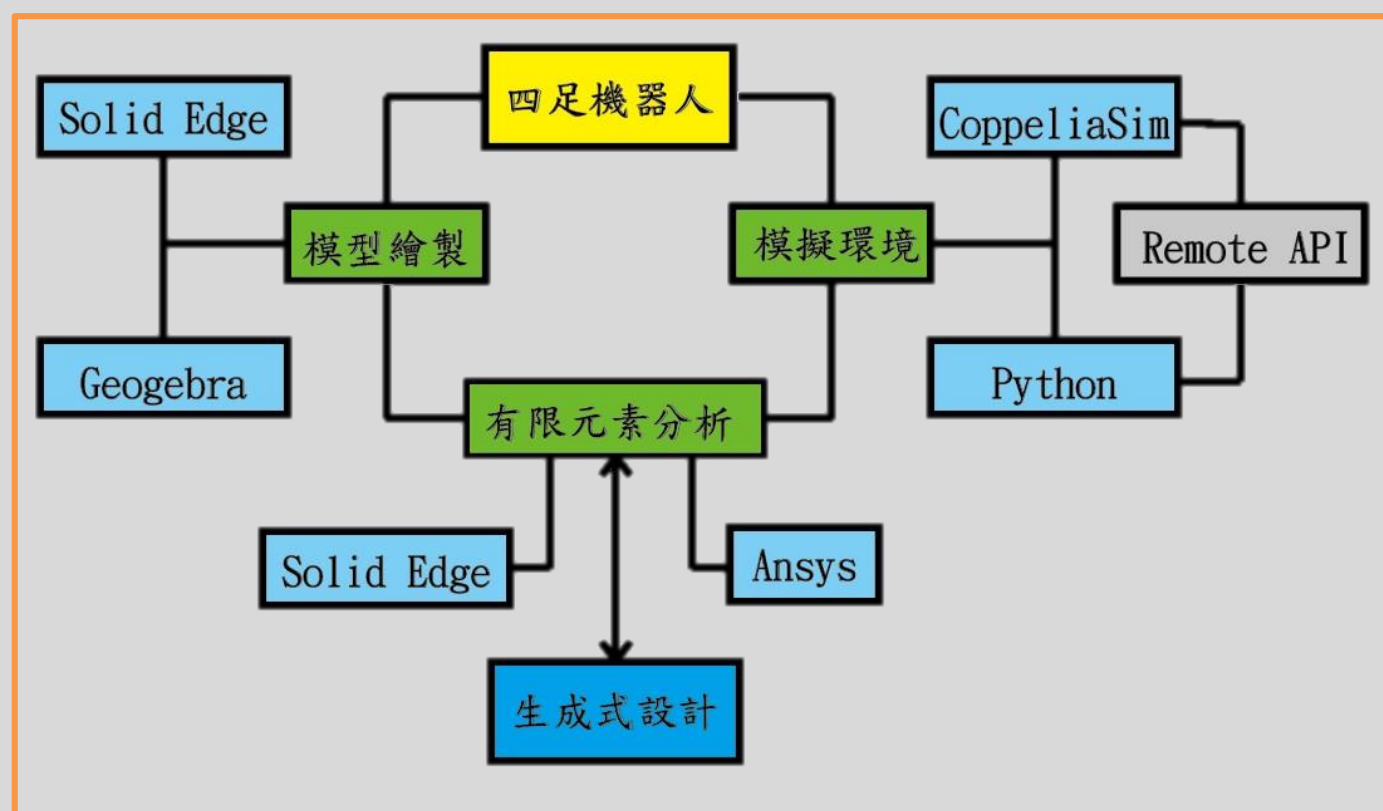 四足機器人
Solid Edge
CoppeliaSim
模型繪製
模擬環境
Remote API
Geogebra
Python
有限元素分析
Solid Edge
Ansys
生成式設計